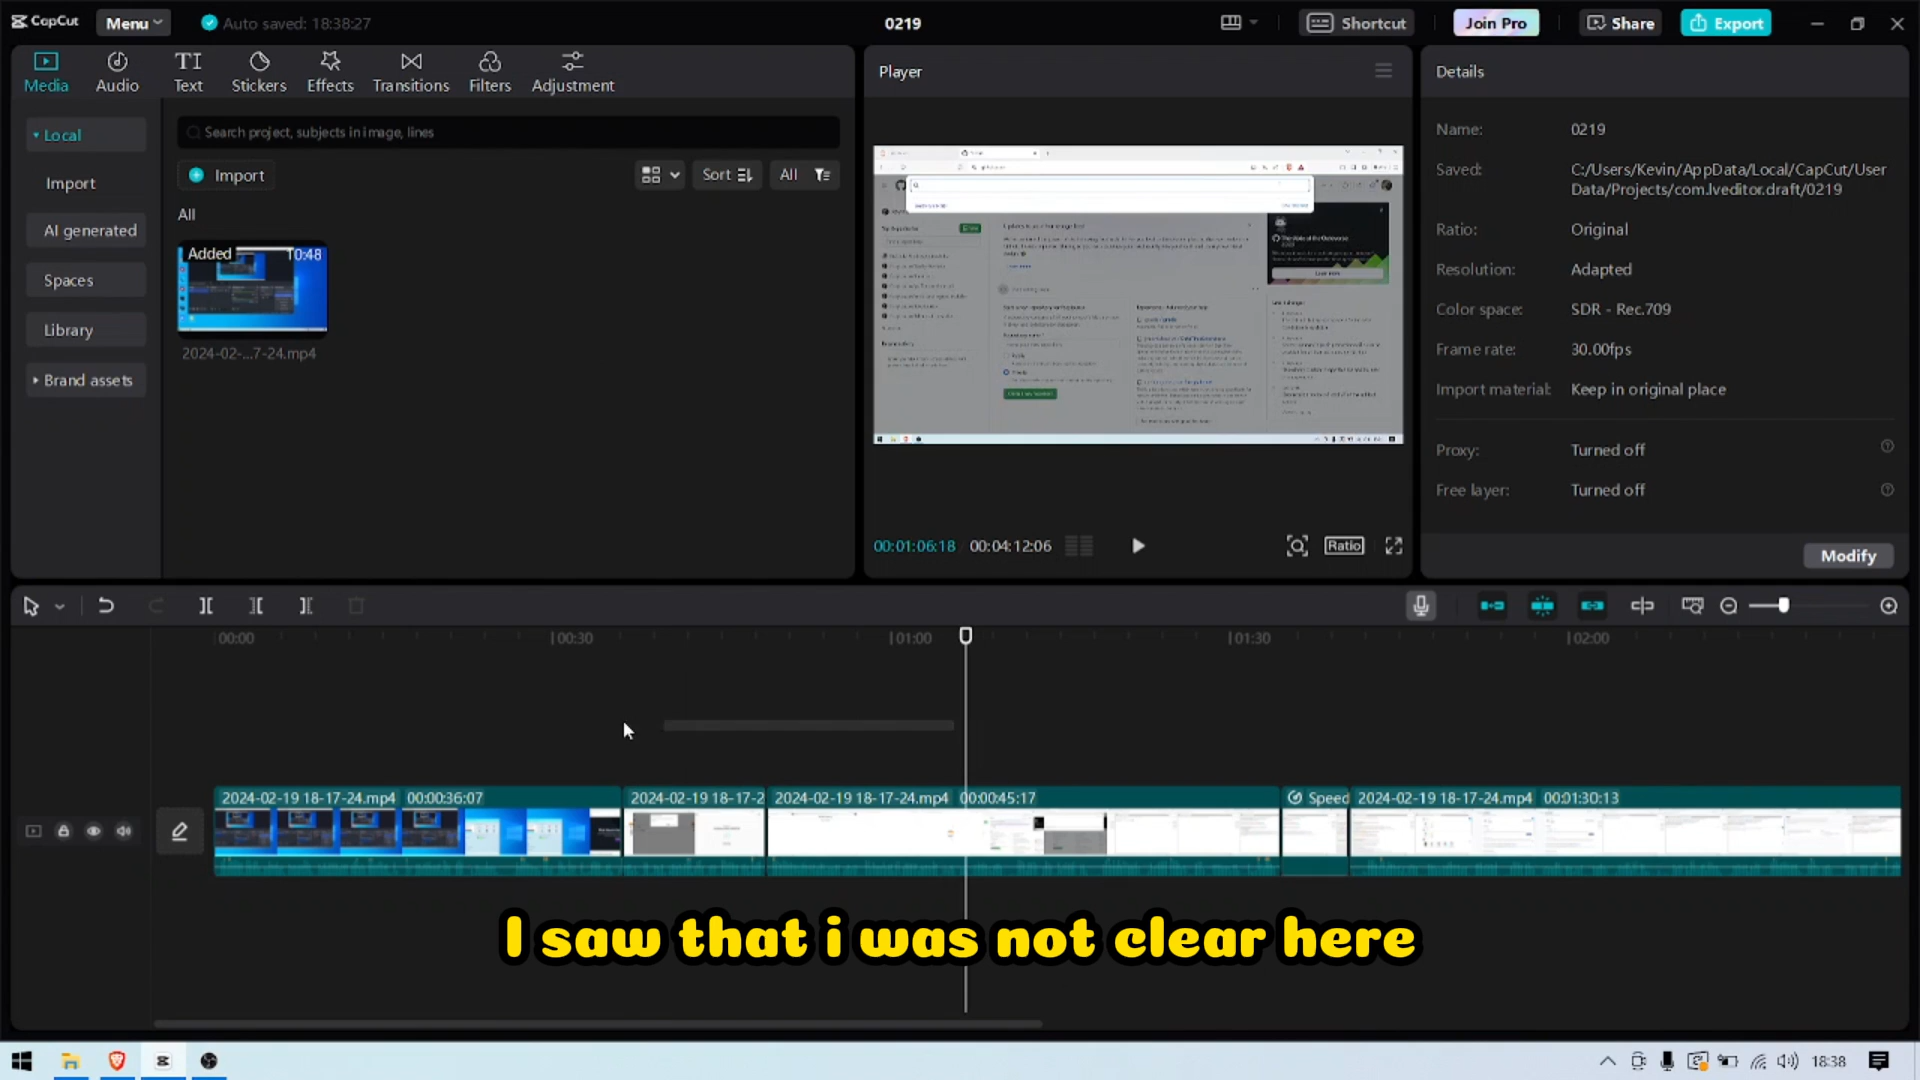 CapCut
Menu
Auto saved: 18:38:27
0219
Shortcut
Join Pro
Share
Export
Media
Audio
Text
Stickers
Effects
Transitions
Filters
Adjustment
Local
Import
AI generated
Spaces
Library
Brand assets
Search project, subjects in image, lines
Import
Sort
All
All
Added
10:48
2024-02-...7-24.mp4
Player
00:01:06:18
00:04:12:06
Ratio
Details
Name: 0219
Saved: C:/Users/Kevin/AppData/Local/CapCut/User
Data/Projects/com.lveditor.draft/0219
Ratio: Original
Resolution: Adapted
Color space: SDR - Rec.709
Frame rate: 30.00fps
Import material: Keep in original place
Proxy: Turned off
Free layer: Turned off
Modify
00:00
00:30
01:00
01:30
02:00
2024-02-19 18-17-24.mp4 00:00:36:07
2024-02-19 18-17-2
2024-02-19 18-17-24.mp4 00:00:45:17
Speed
2024-02-19 18-17-24.mp4 00:01:30:13
I saw that i was not clear here
18:38